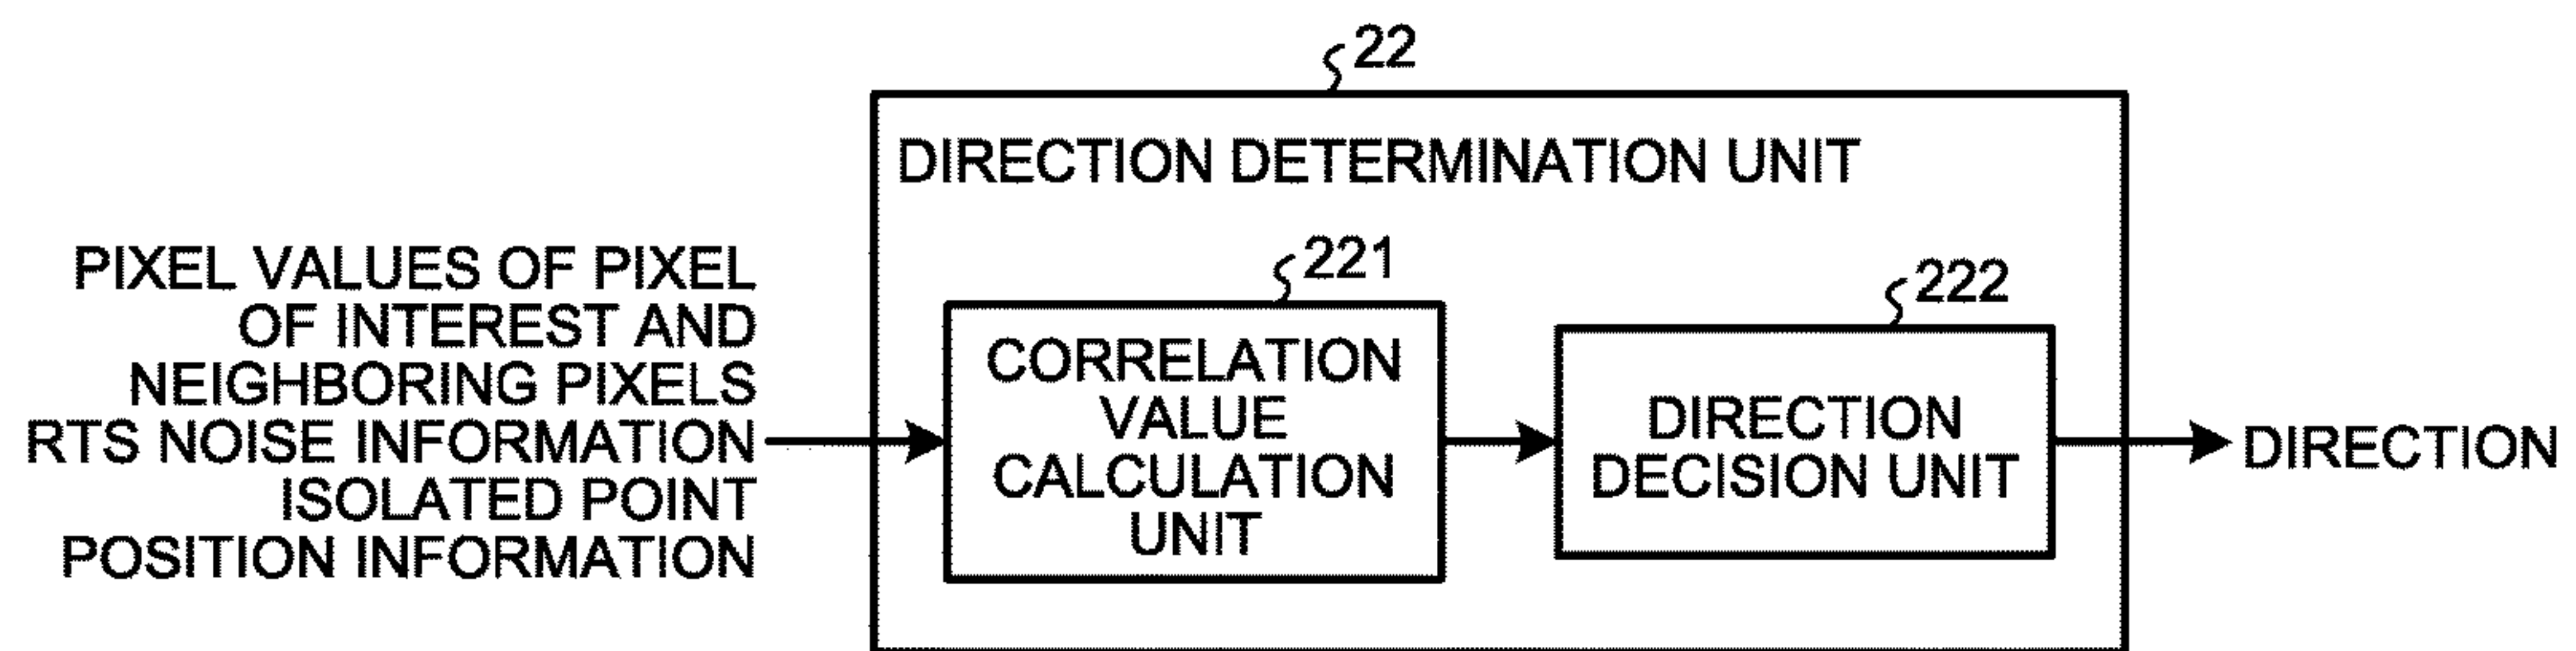 22
DIRECTION DETERMINATION UNIT
PIXEL VALUES OF PIXEL
OF INTEREST AND
NEIGHBORING PIXELS
RTS NOISE INFORMATION
ISOLATED POINT
POSITION INFORMATION
221
CORRELATION
VALUE
CALCULATION
UNIT
222
DIRECTION
DECISION UNIT
DIRECTION